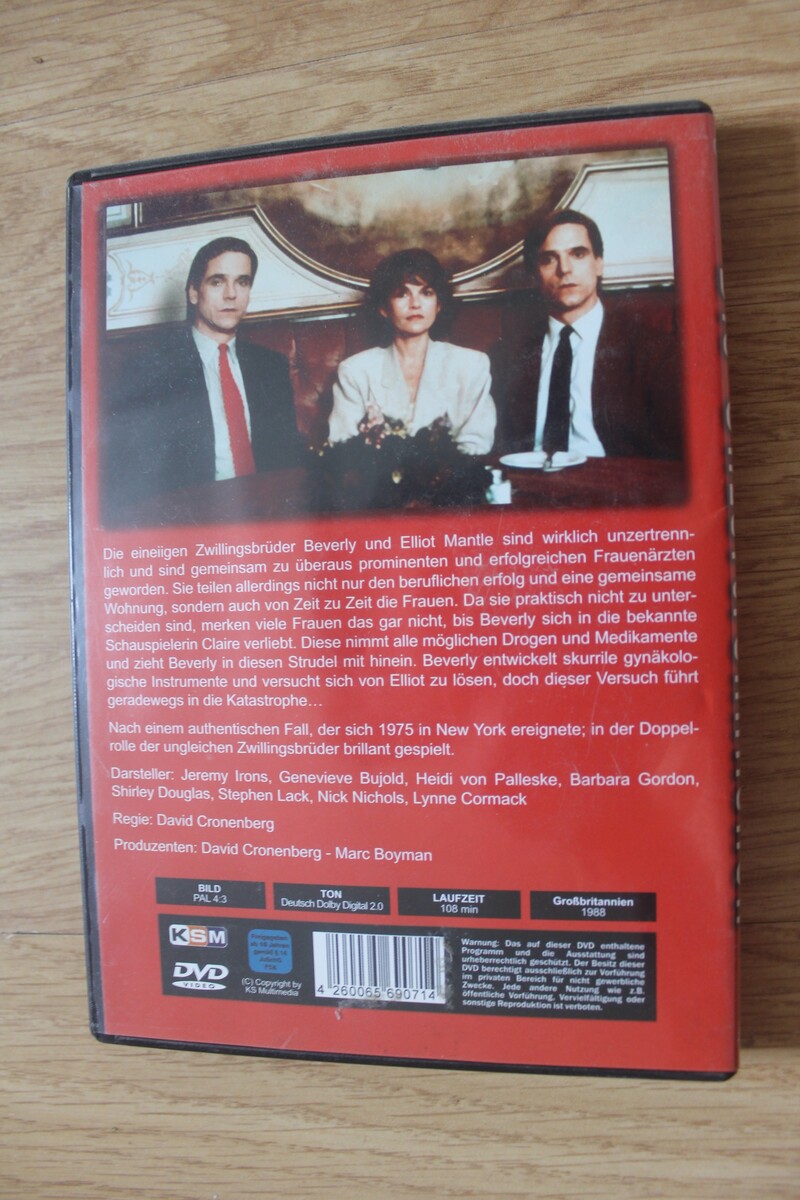 Die eineiigen Zwillingsbrüder Beverly und Elliot Mantle sind wirklich unzertrenn-
lich und sind gemeinsam zu überaus prominenten und erfolgreichen Frauenärzten
geworden. Sie teilen allerdings nicht nur den beruflichen erfolg und eine gemeinsame
Wohnung, sondern auch von Zeit zu Zeit die Frauen. Da sie praktisch nicht zu unter-
scheiden sind, merken viele Frauen das gar nicht, bis Beverly sich in die bekannte
Schauspielerin Claire verliebt. Diese nimmt alle möglichen Drogen und Medikamente
und zieht Beverly in diesen Strudel mit hinein. Beverly entwickelt skurrile gynäkolo-
gische Instrumente und versucht sich von Elliot zu lösen, doch dieser Versuch führt
geradewegs in die Katastrophe...
Nach einem authentischen Fall, der sich 1975 in New York ereignete; in der Doppel-
rolle der ungleichen Zwillingsbrüder brillant gespielt.
Darsteller: Jeremy Irons, Genevieve Bujold, Heidi von Palleske, Barbara Gordon,
Shirley Douglas, Stephen Lack, Nick Nichols, Lynne Cormack
Regie: David Cronenberg
Produzenten: David Cronenberg - Marc Boyman
BILD
PAL 4:3
TON
Deutsch Dolby Digital 2.0
LAUFZEIT
108 min
Großbritannien
1988
KSM
DVD
VIDEO
Freigegeben
ab 16 Jahren
gemäß § 14
JuSchG
FSK
(C) Copyright by
KS Multimedia
4 260065 690714
Warnung: Das auf dieser DVD enthaltene
Programm und die Ausstattung sind
urheberrechtlich geschützt. Der Besitz dieser
DVD berechtigt ausschließlich zur Vorführung
im privaten Bereich für nicht gewerbliche
Zwecke. Jede andere Nutzung wie z.B.
öffentliche Vorführung, Vervielfältigung oder
sonstige Reproduktion ist verboten.